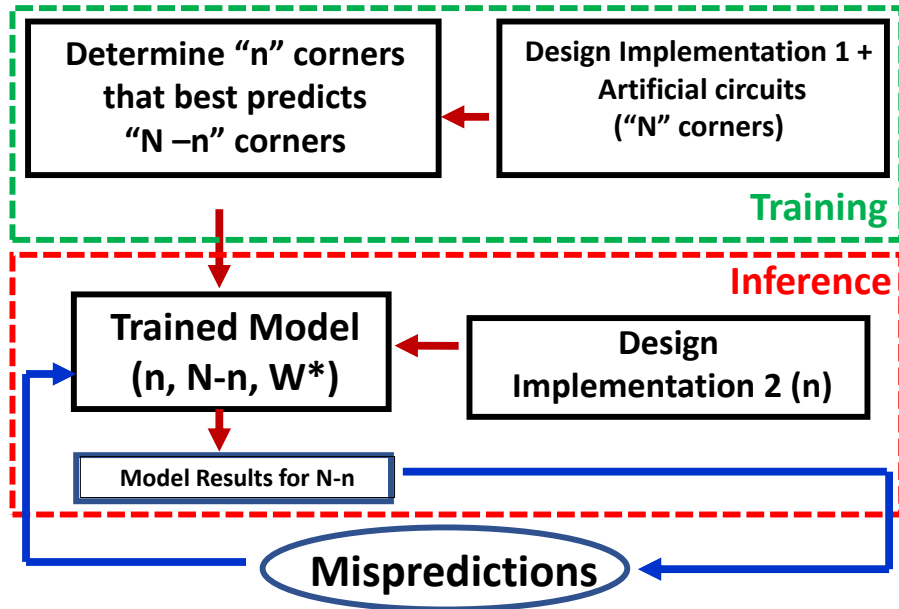 Determine “n” corners
that best predicts
“N –n” corners
Design Implementation 1 +
Artificial circuits
(“N” corners)
Training
Inference
Trained Model
(n, N-n, W*)
Design
Implementation 2 (n)
Model Results for N-n
Mispredictions